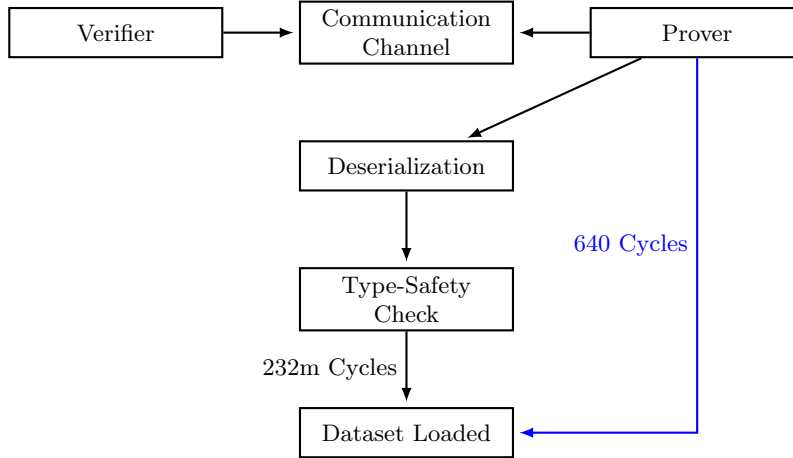 Verifier
Communication
Channel
Prover
Deserialization
640 Cycles
Type-Safety
Check
232m Cycles
Dataset Loaded